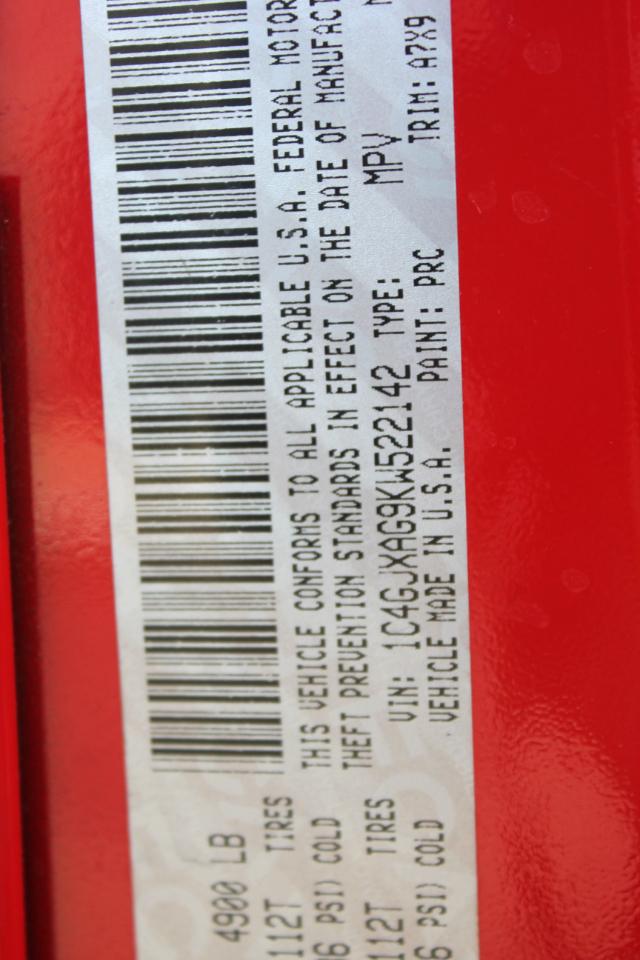 4900 LB
112T TIRES THIS VEHICLE CONFORMS TO ALL APPLICABLE U.S.A. FEDERAL MOTOR
PSI) COLD THEFT PREVENTION STANDARDS IN EFFECT ON THE DATE OF MANUFACT
VIN: 1C4GJXAG9KW522142 TYPE: MPV
112T TIRES VEHICLE MADE IN U.S.A. PAINT: PRC TRIM: A7X9
6 PSI) COLD